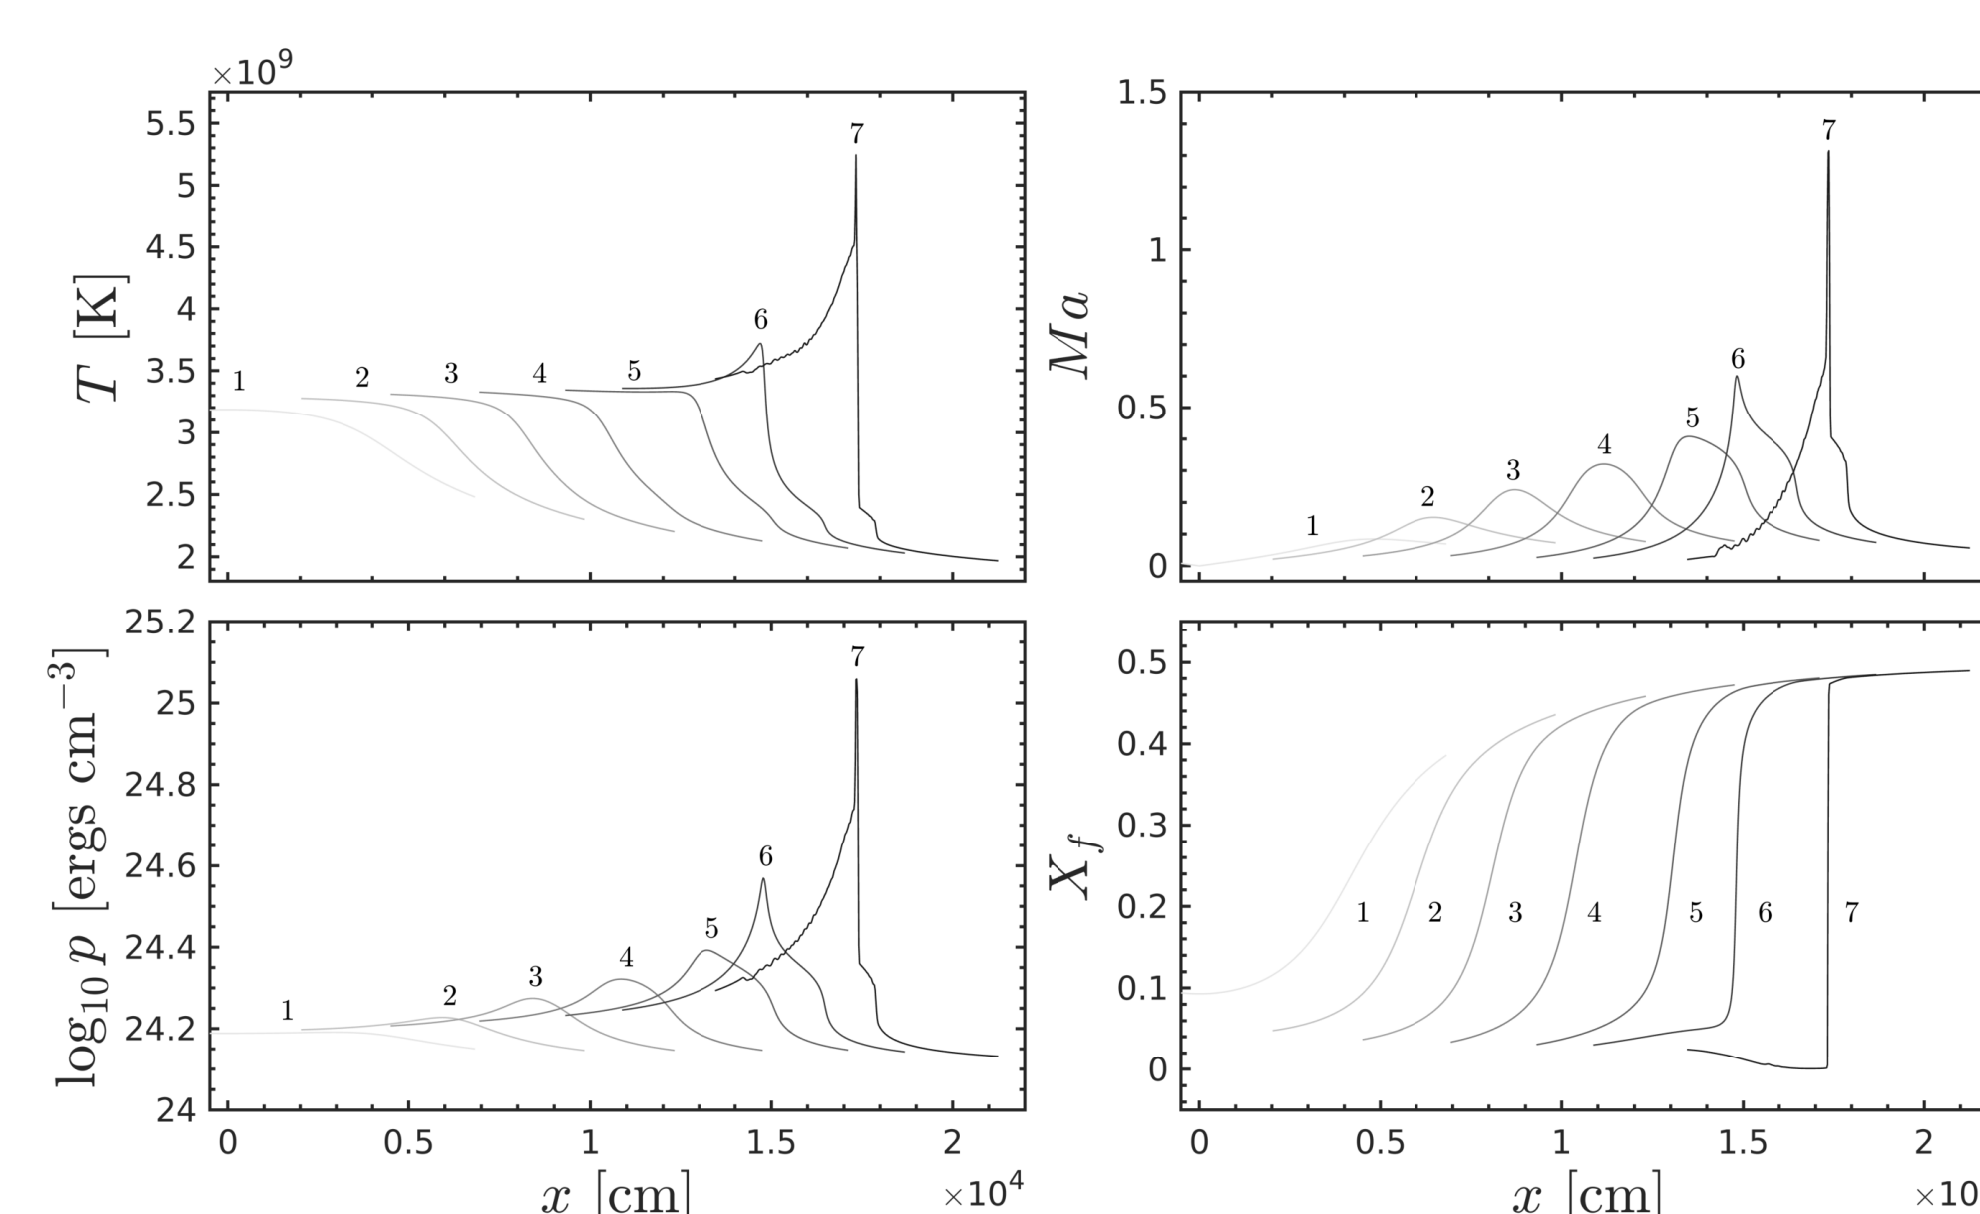 ×10⁹
5.5
5
4.5
4
3.5
3
2.5
2
T [K]
1 2 3 4 5 6 7
1.5
1
0.5
0
Ma
1 2 3 4 5 6 7
25.2
25
24.8
24.6
24.4
24.2
24
log₁₀ p [ergs cm⁻³]
1 2 3 4 5 6 7
0 0.5 1 1.5 2
x [cm]
×10⁴
0.5
0.4
0.3
0.2
0.1
0
X_f
1 2 3 4 5 6 7
0 0.5 1 1.5 2
x [cm]
×10